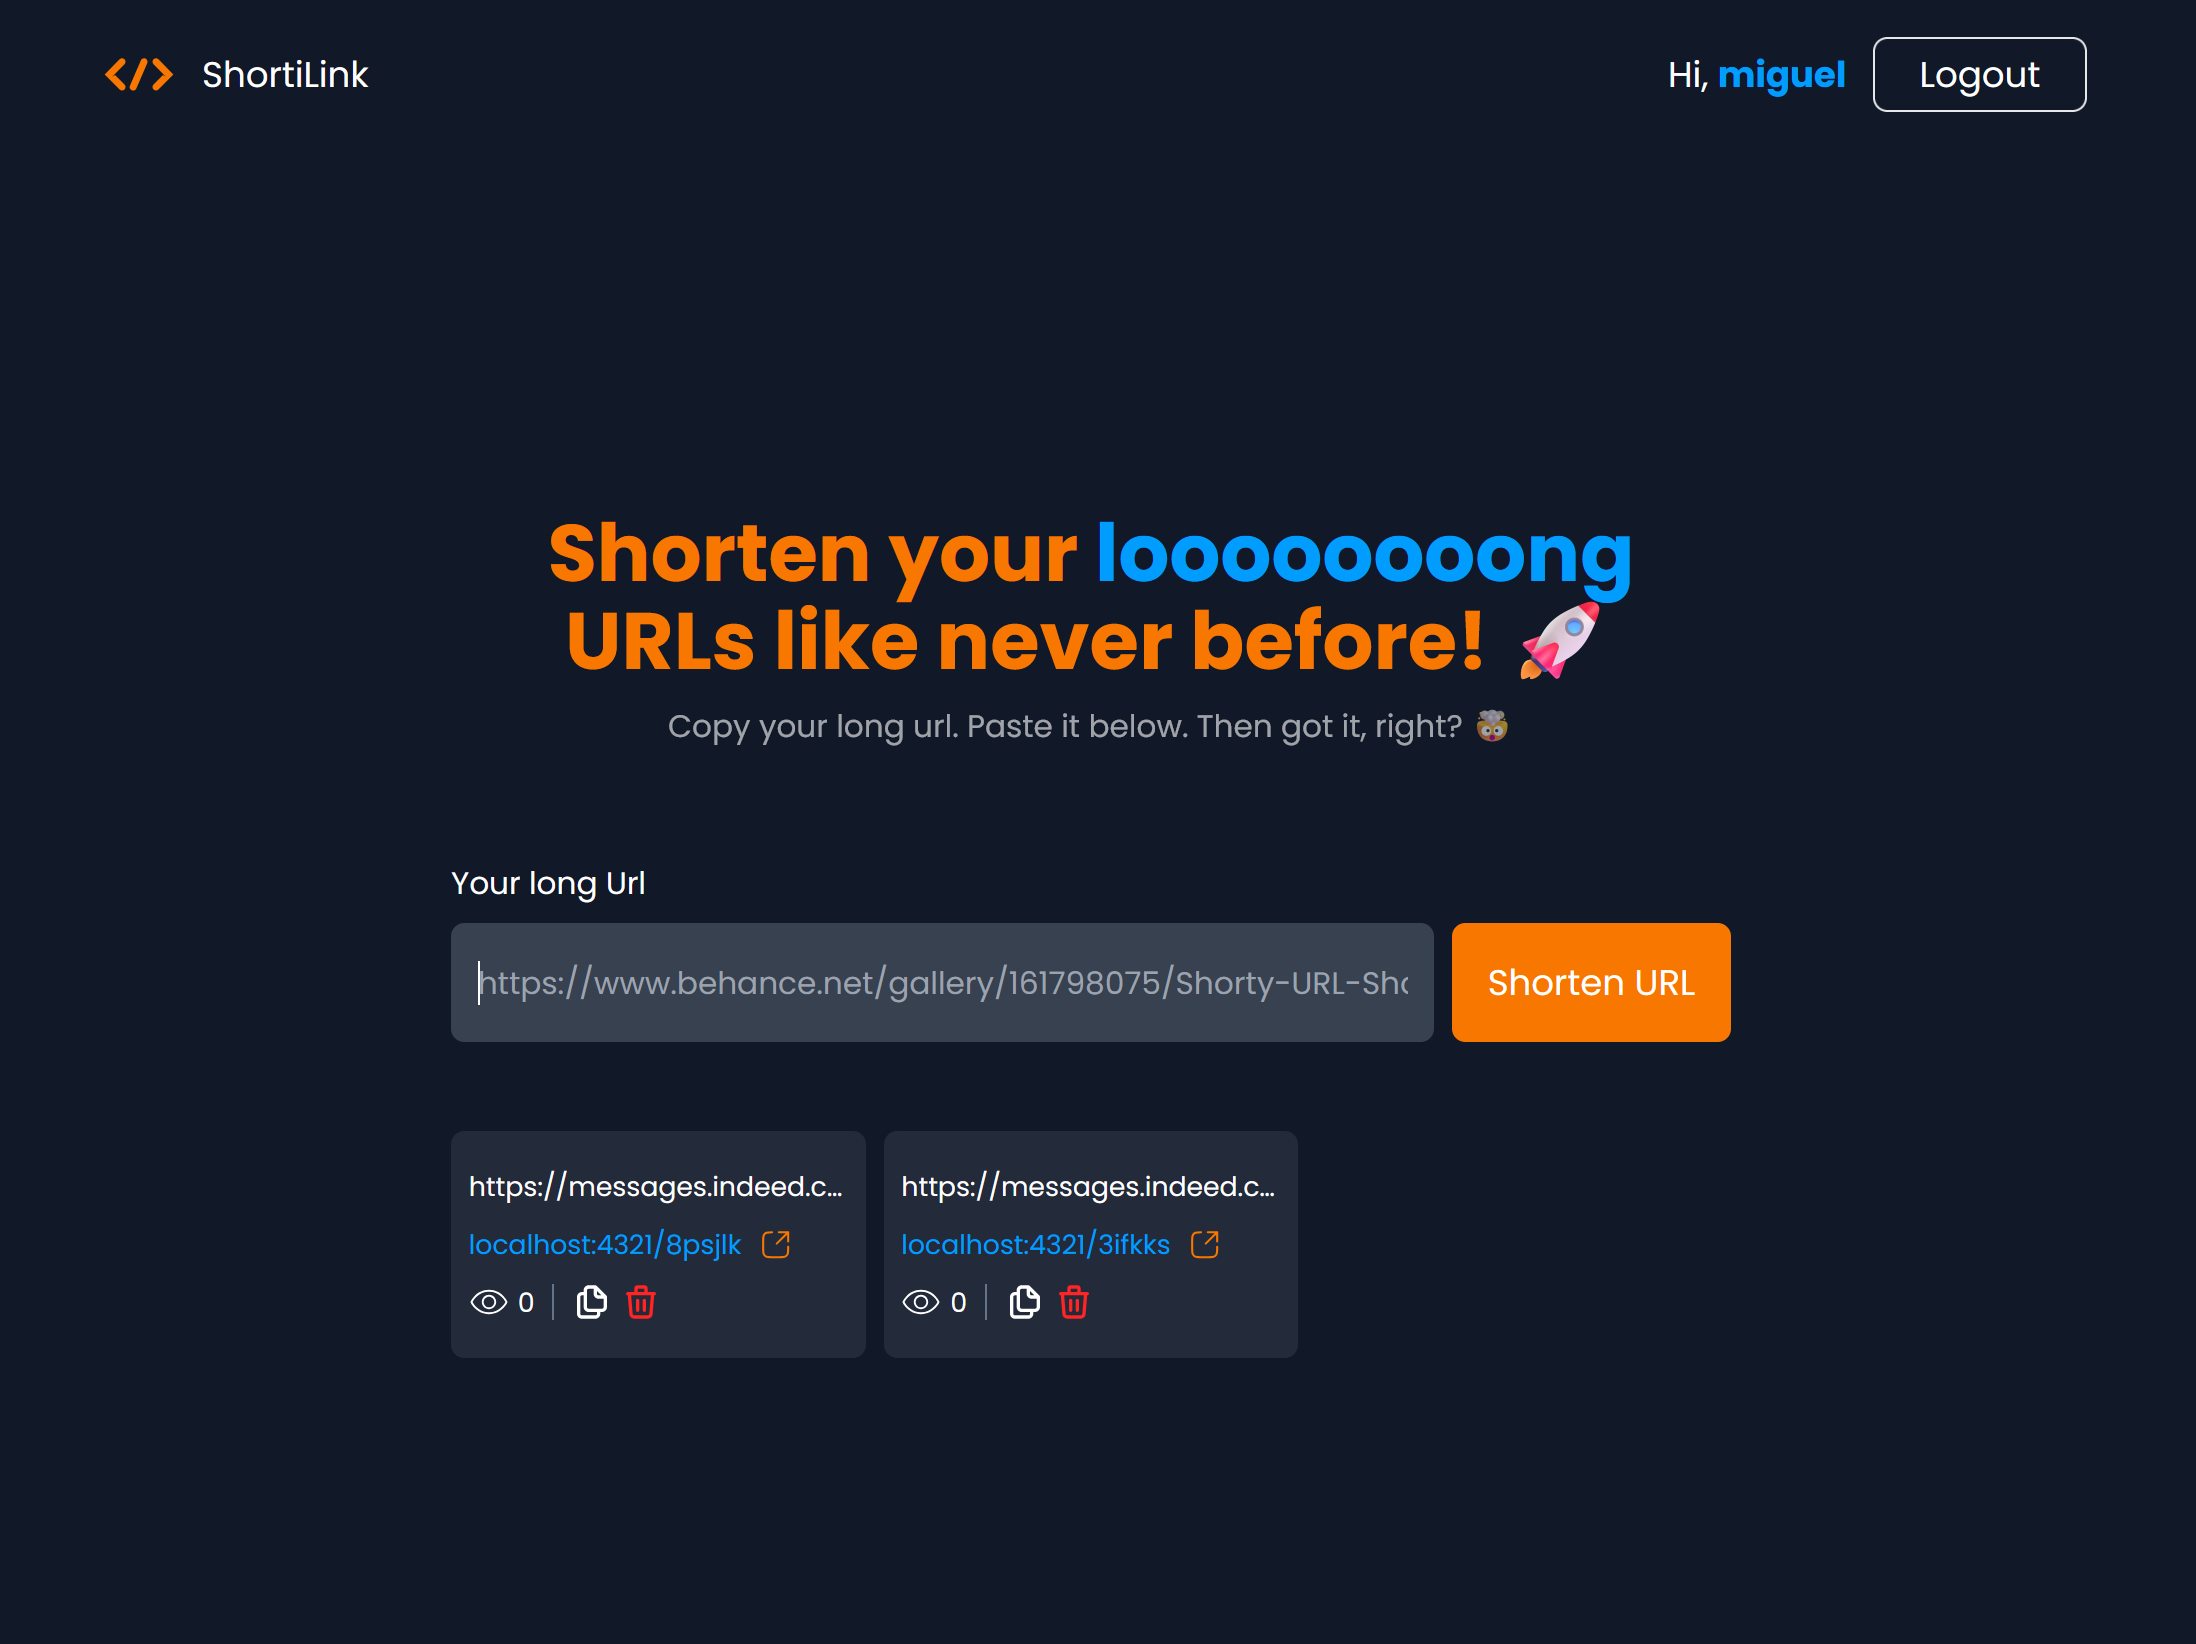 ShortiLink
Hi, miguel
Logout
Shorten your looooooooong
URLs like never before! 🚀
Copy your long url. Paste it below. Then got it, right? 🤯
Your long Url
https://www.behance.net/gallery/161798075/Shorty-URL-Sho
Shorten URL
https://messages.indeed.c...
localhost:4321/8psjlk
0
https://messages.indeed.c...
localhost:4321/3ifkks
0